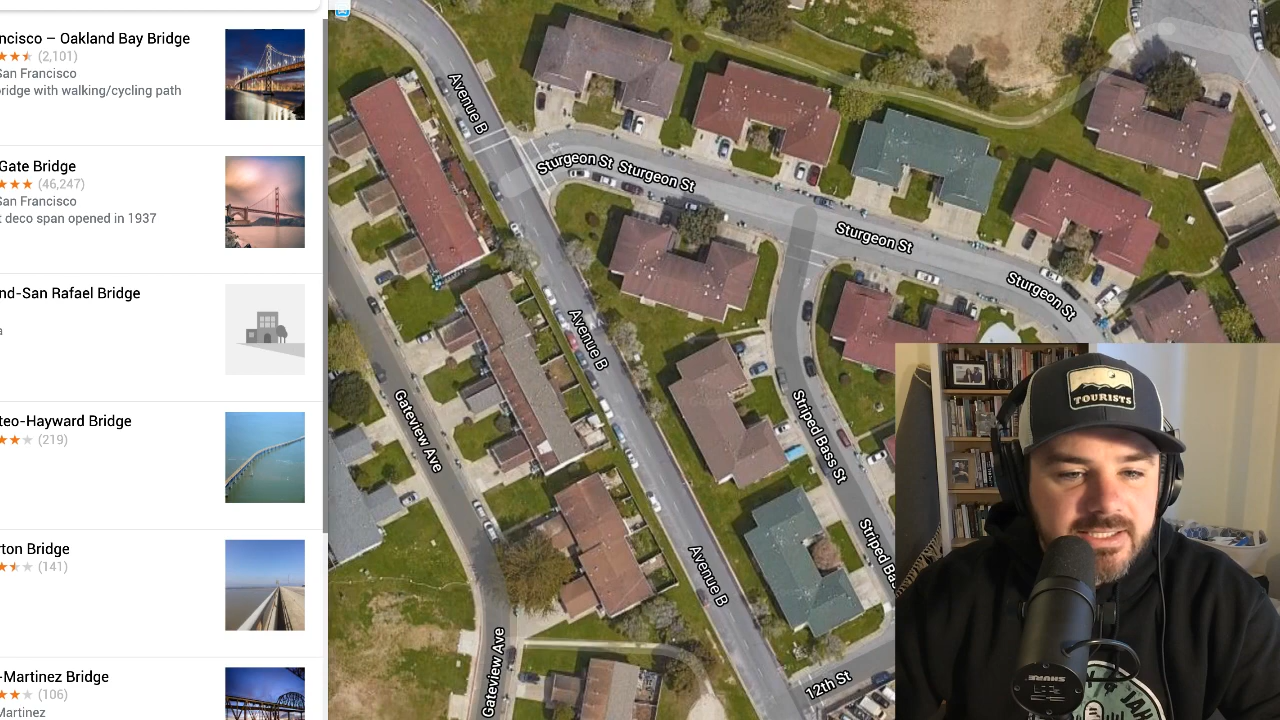 ncisco – Oakland Bay Bridge
(2,101)
San Francisco
bridge with walking/cycling path
Gate Bridge
(46,247)
San Francisco
t deco span opened in 1937
nd-San Rafael Bridge
a
teo-Hayward Bridge
(219)
rton Bridge
(141)
-Martinez Bridge
(106)
Martinez
Avenue B
Sturgeon St
Sturgeon St
Sturgeon St
Sturgeon St
Avenue B
Gateview Ave
Striped Bass St
Striped Bas
Avenue B
Gateview Ave
12th St
TOURISTS
SHURE